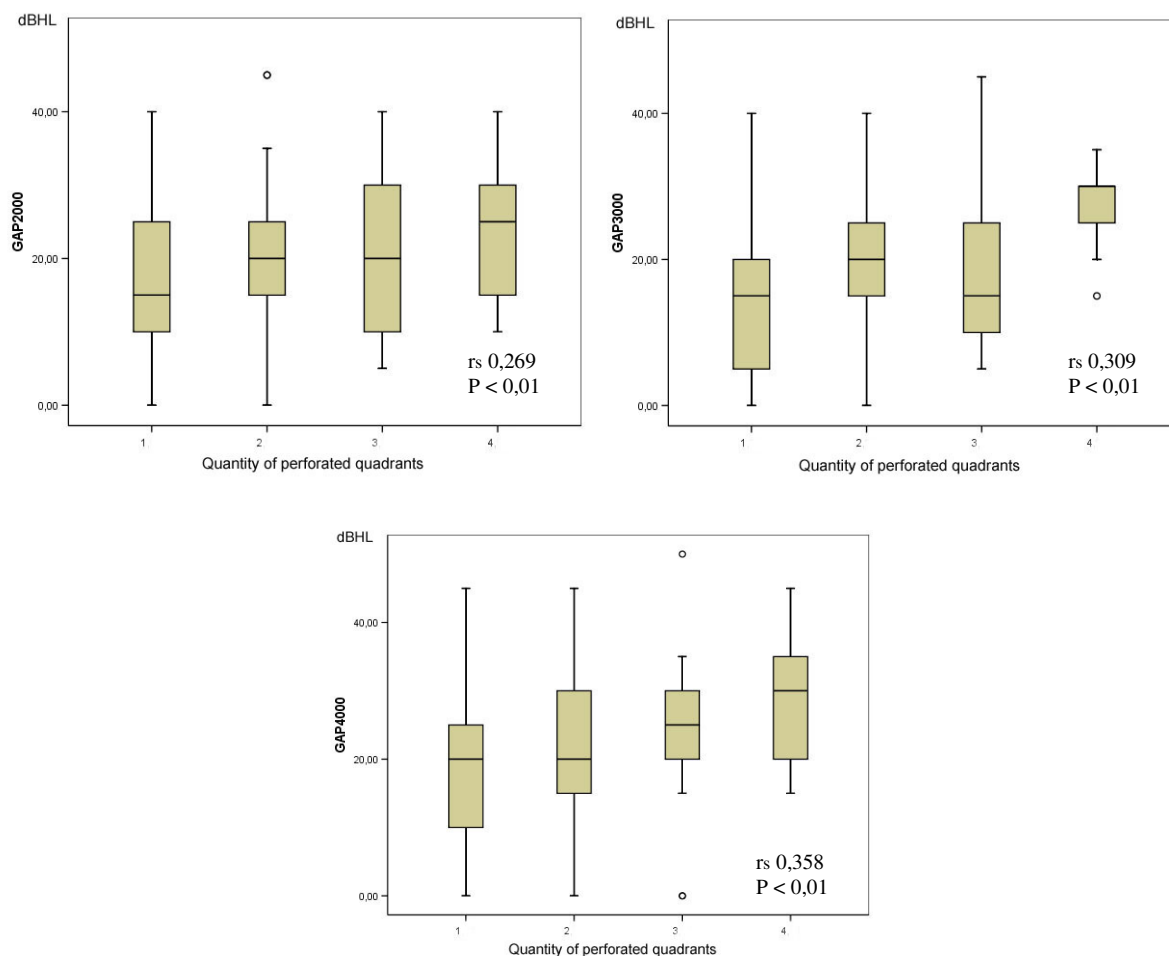 dBHL
GAP2000
40,00
20,00
0,00
rs 0,269
P < 0,01
1 2 3 4
Quantity of perforated quadrants
dBHL
GAP3000
40,00
20,00
0,00
rs 0,309
P < 0,01
1 2 3 4
Quantity of perforated quadrants
dBHL
GAP4000
40,00
20,00
0,00
rs 0,358
P < 0,01
1 2 3 4
Quantity of perforated quadrants